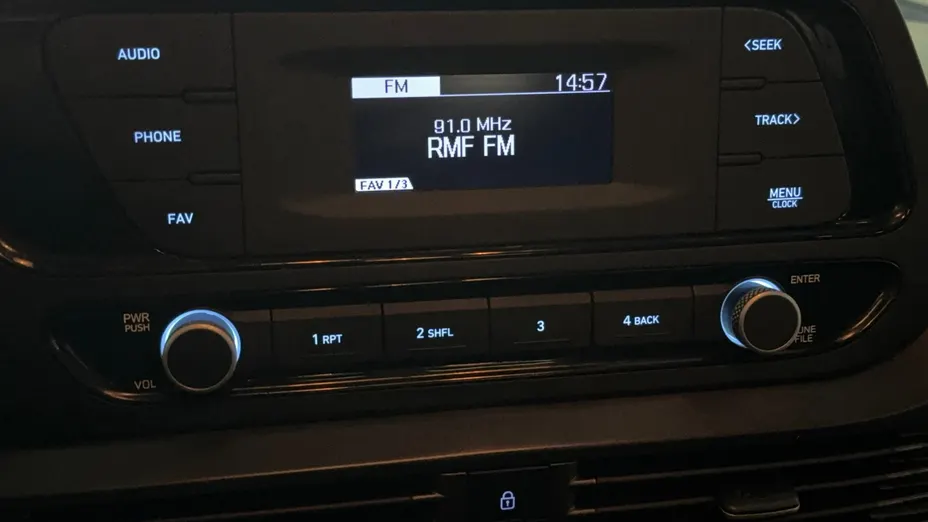 AUDIO
PHONE
FAV
FM 14:57
91.0 MHz
RMF FM
FAV 1/3
<SEEK
TRACK>
MENU
CLOCK
PWR
PUSH
VOL
1 RPT
2 SHFL
3
4 BACK
ENTER
FILE